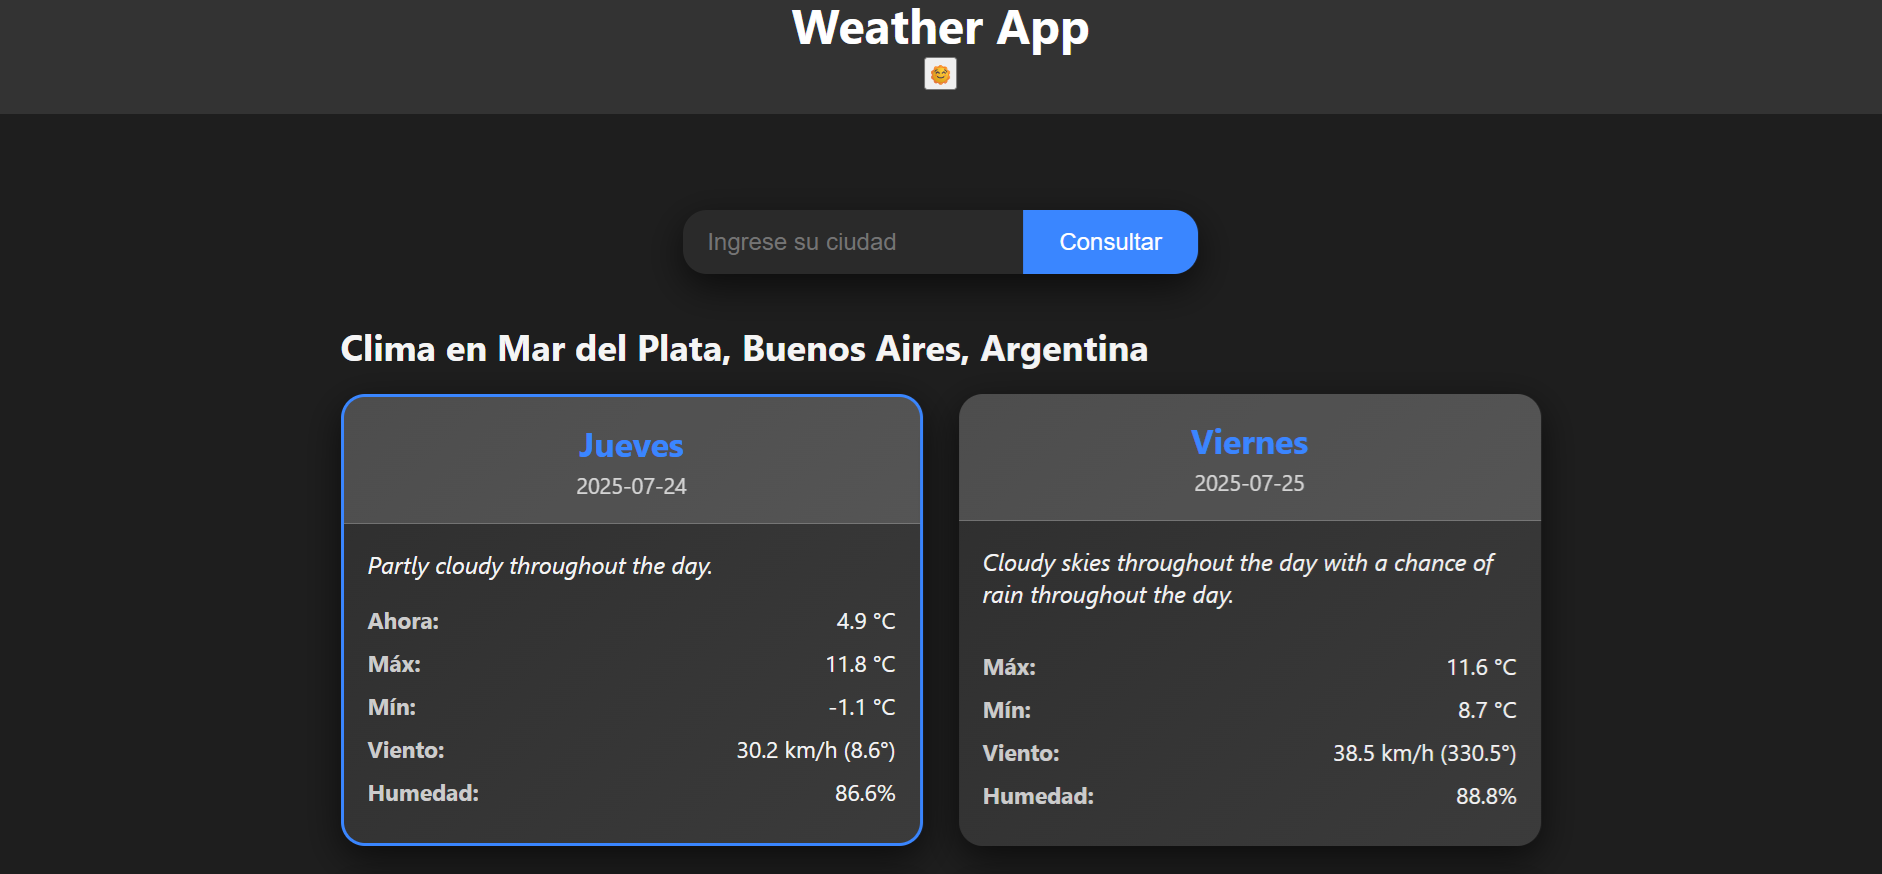 Weather App
Ingrese su ciudad
Consultar
Clima en Mar del Plata, Buenos Aires, Argentina
Jueves
2025-07-24
Partly cloudy throughout the day.
Ahora: 4.9 °C
Máx: 11.8 °C
Mín: -1.1 °C
Viento: 30.2 km/h (8.6°)
Humedad: 86.6%
Viernes
2025-07-25
Cloudy skies throughout the day with a chance of
rain throughout the day.
Máx: 11.6 °C
Mín: 8.7 °C
Viento: 38.5 km/h (330.5°)
Humedad: 88.8%